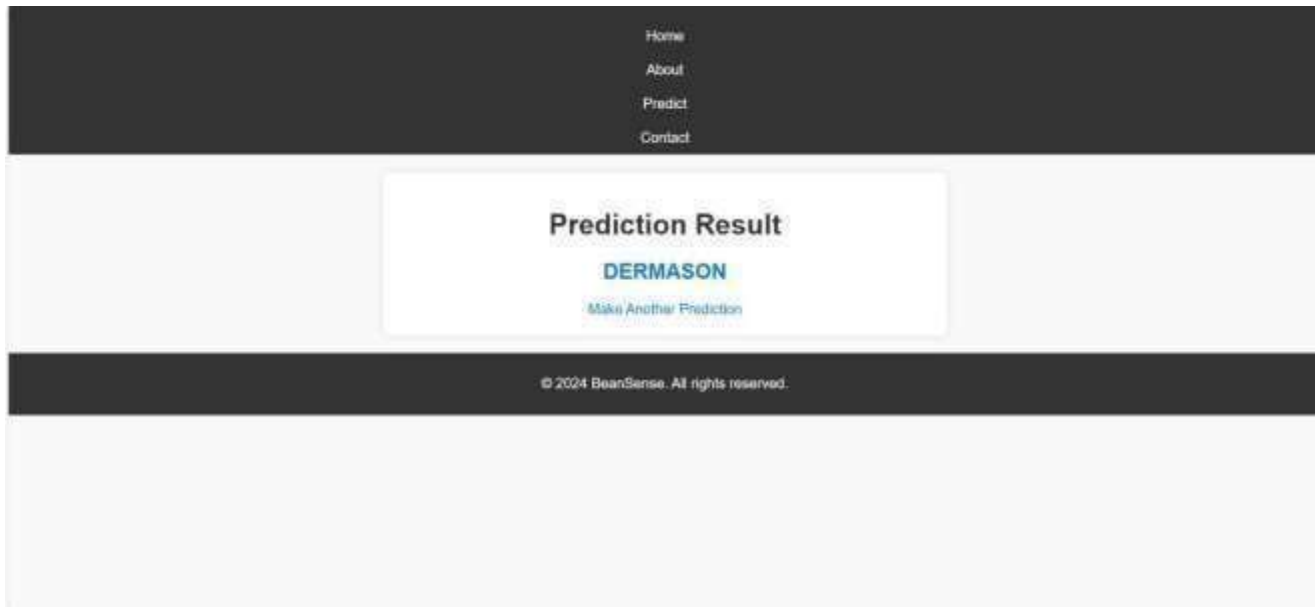 Home
About
Predict
Contact
Prediction Result
DERMASON
Make Another Prediction
© 2024 BeanSense. All rights reserved.